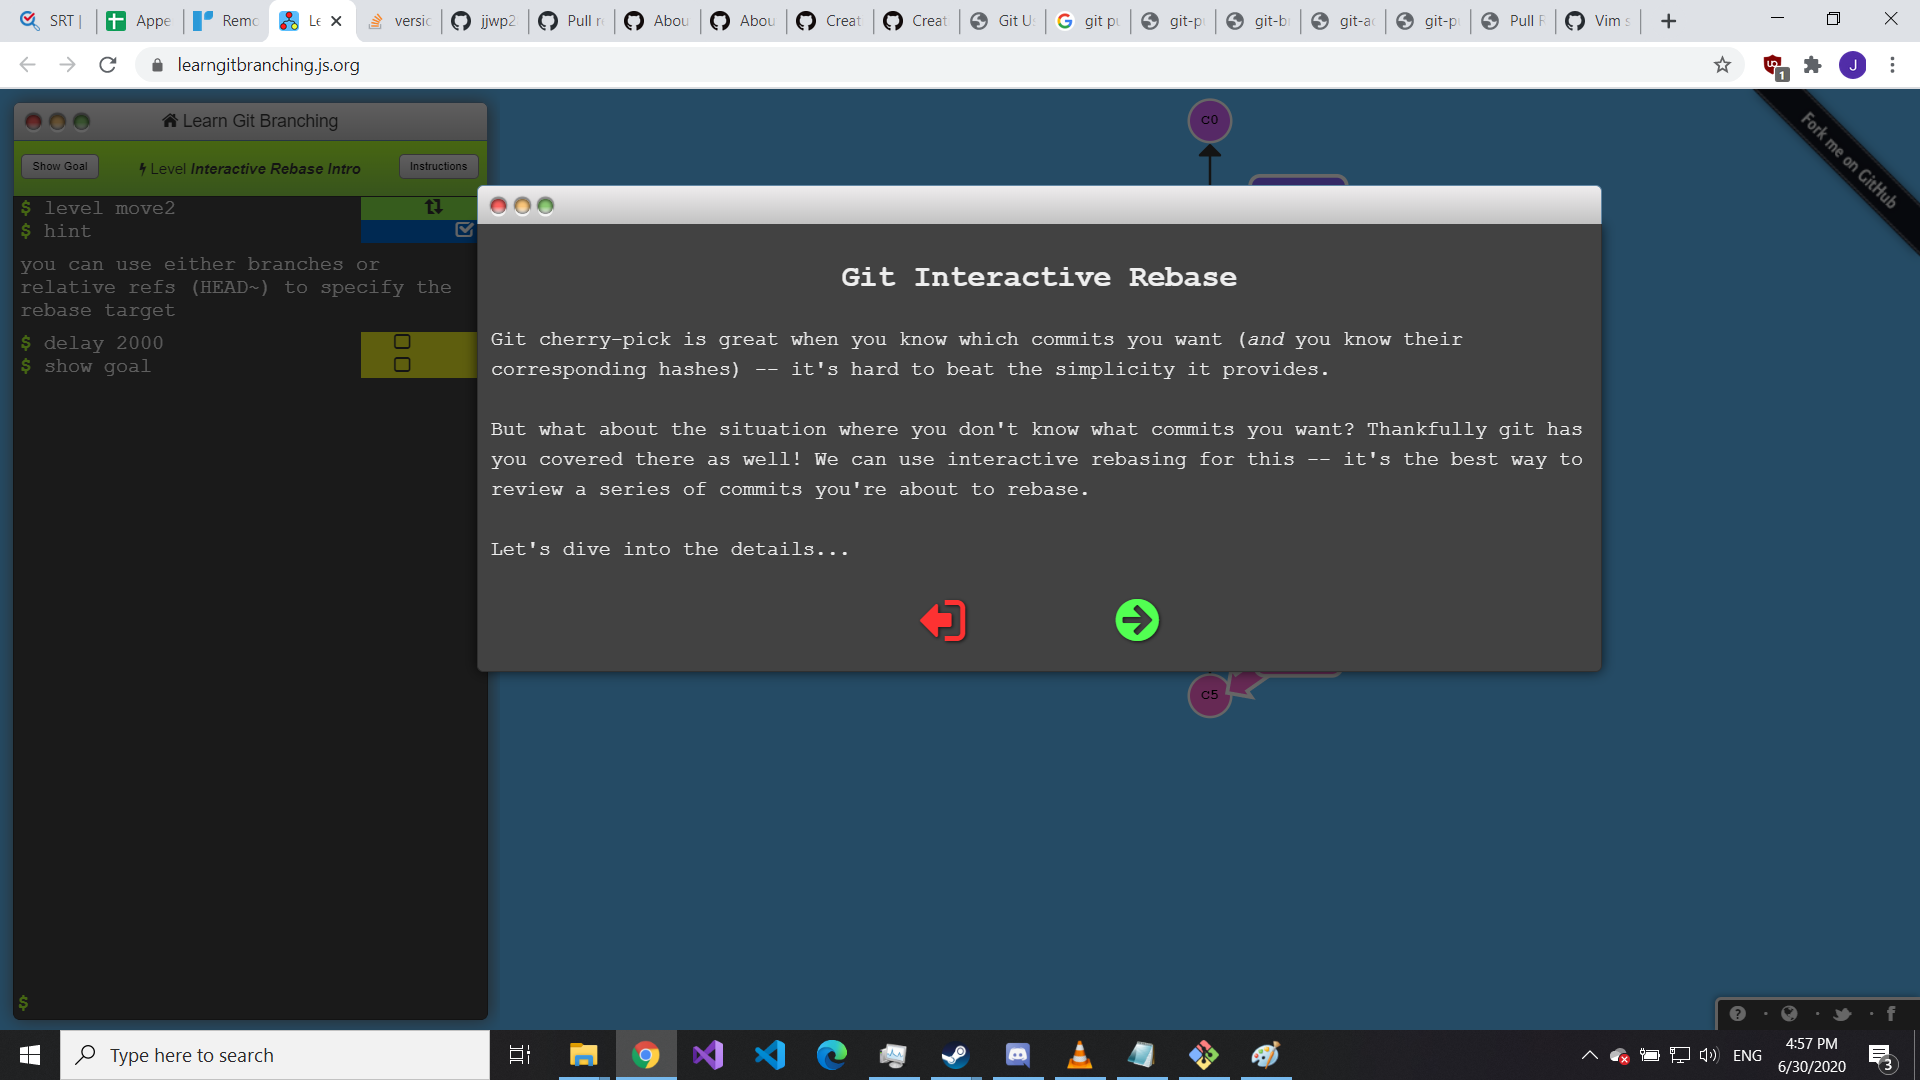 SRT |
Appe
Remo
Le
versic
jjwp2
Pull re
Abou
Abou
Creat
Creat
Git Us
git pu
git-pu
git-br
git-ad
git-pu
Pull R
Vim s
learngitbranching.js.org
1
J
Learn Git Branching
Show Goal
Level Interactive Rebase Intro
Instructions
$ level move2
$ hint
you can use either branches or
relative refs (HEAD~) to specify the
rebase target
$ delay 2000
$ show goal
$
C0
Fork me on GitHub
Git Interactive Rebase
Git cherry-pick is great when you know which commits you want (and you know their
corresponding hashes) -- it's hard to beat the simplicity it provides.
But what about the situation where you don't know what commits you want? Thankfully git has
you covered there as well! We can use interactive rebasing for this -- it's the best way to
review a series of commits you're about to rebase.
Let's dive into the details...
C5
Type here to search
ENG
4:57 PM
6/30/2020
3